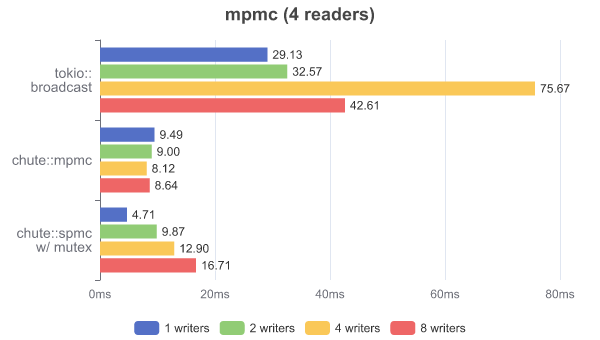 mpmc (4 readers)
tokio::
broadcast
29.13
32.57
75.67
42.61
chute::mpmc
9.49
9.00
8.12
8.64
chute::spmc
w/ mutex
4.71
9.87
12.90
16.71
0ms 20ms 40ms 60ms 80ms
1 writers 2 writers 4 writers 8 writers